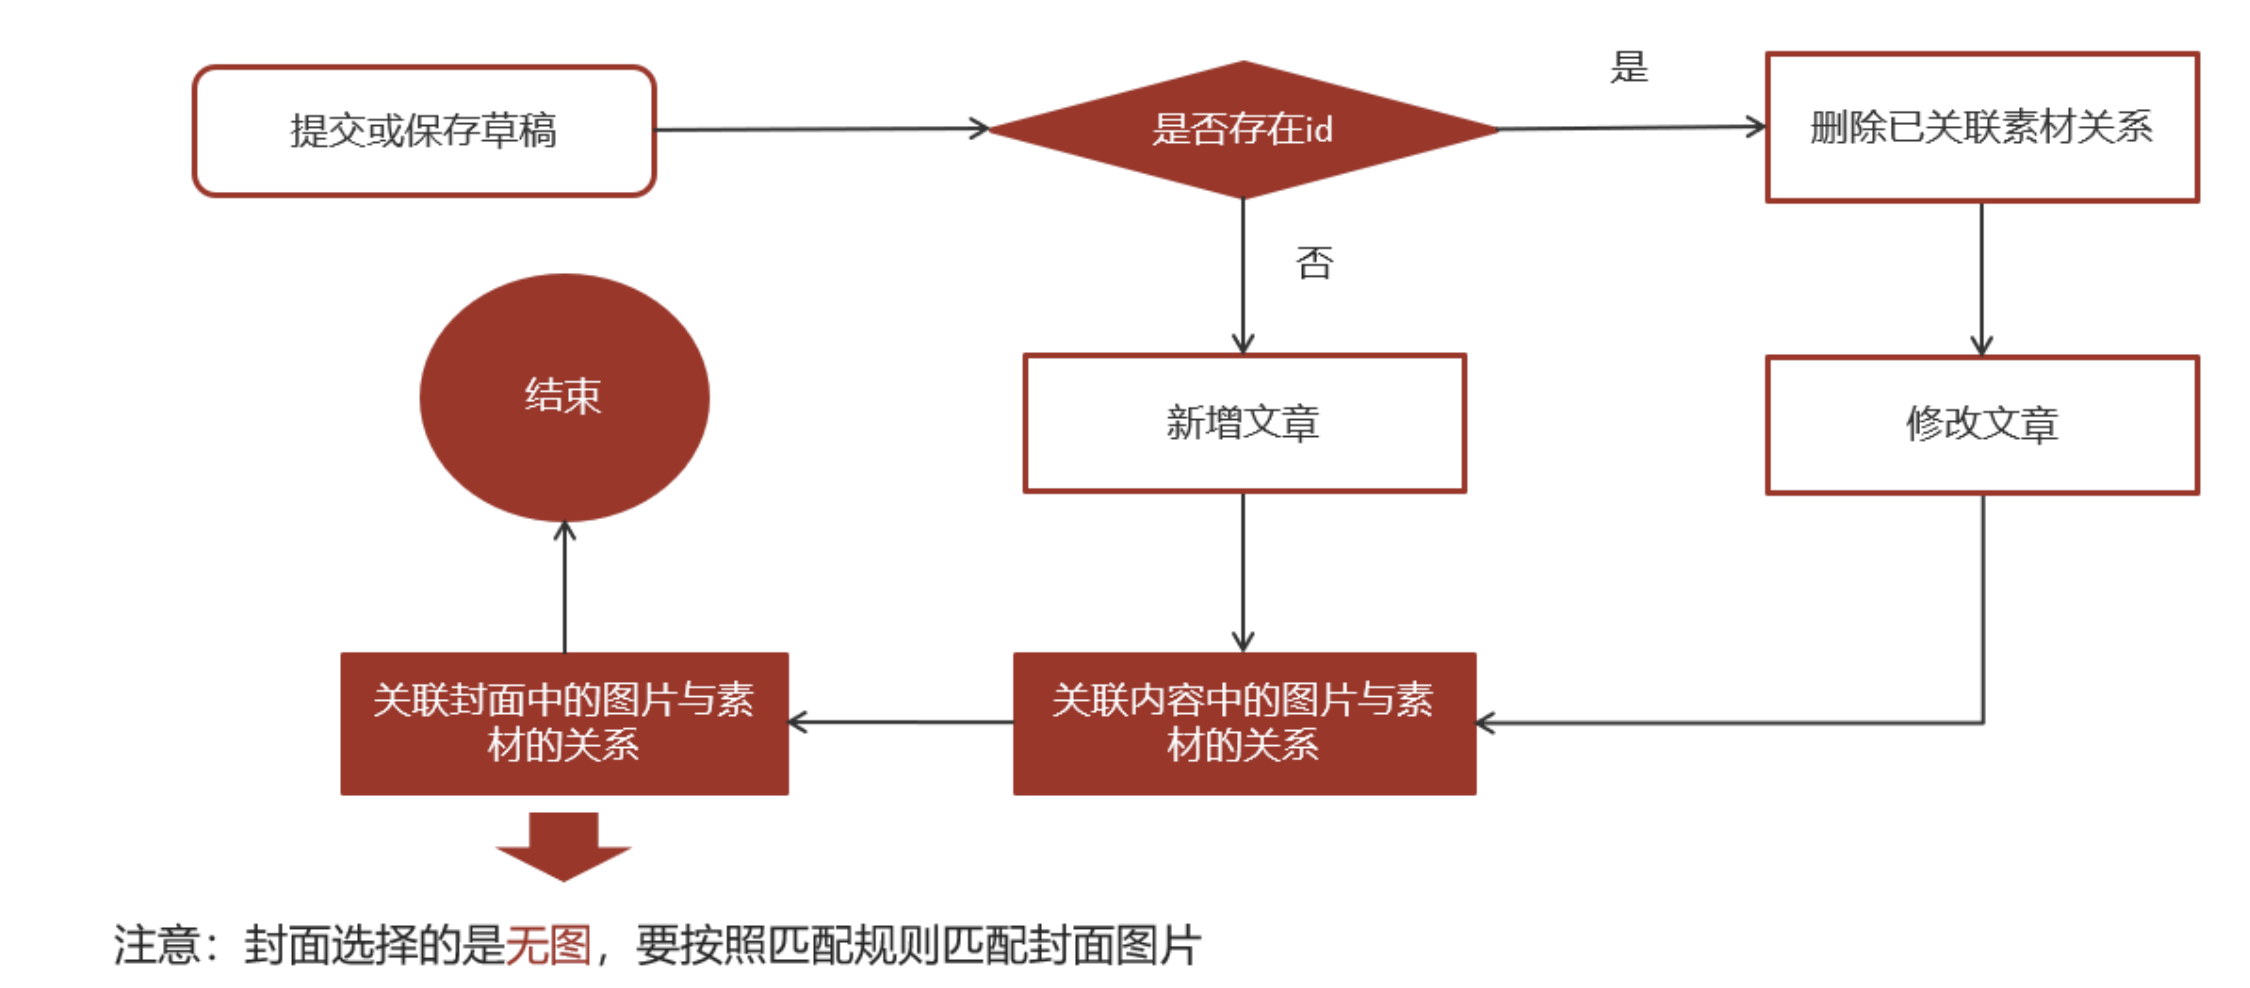 提交或保存草稿
是否存在id
是
删除已关联素材关系
否
结束
新增文章
修改文章
关联封面中的图片与素
材的关系
关联内容中的图片与素
材的关系
注意：封面选择的是无图，要按照匹配规则匹配封面图片